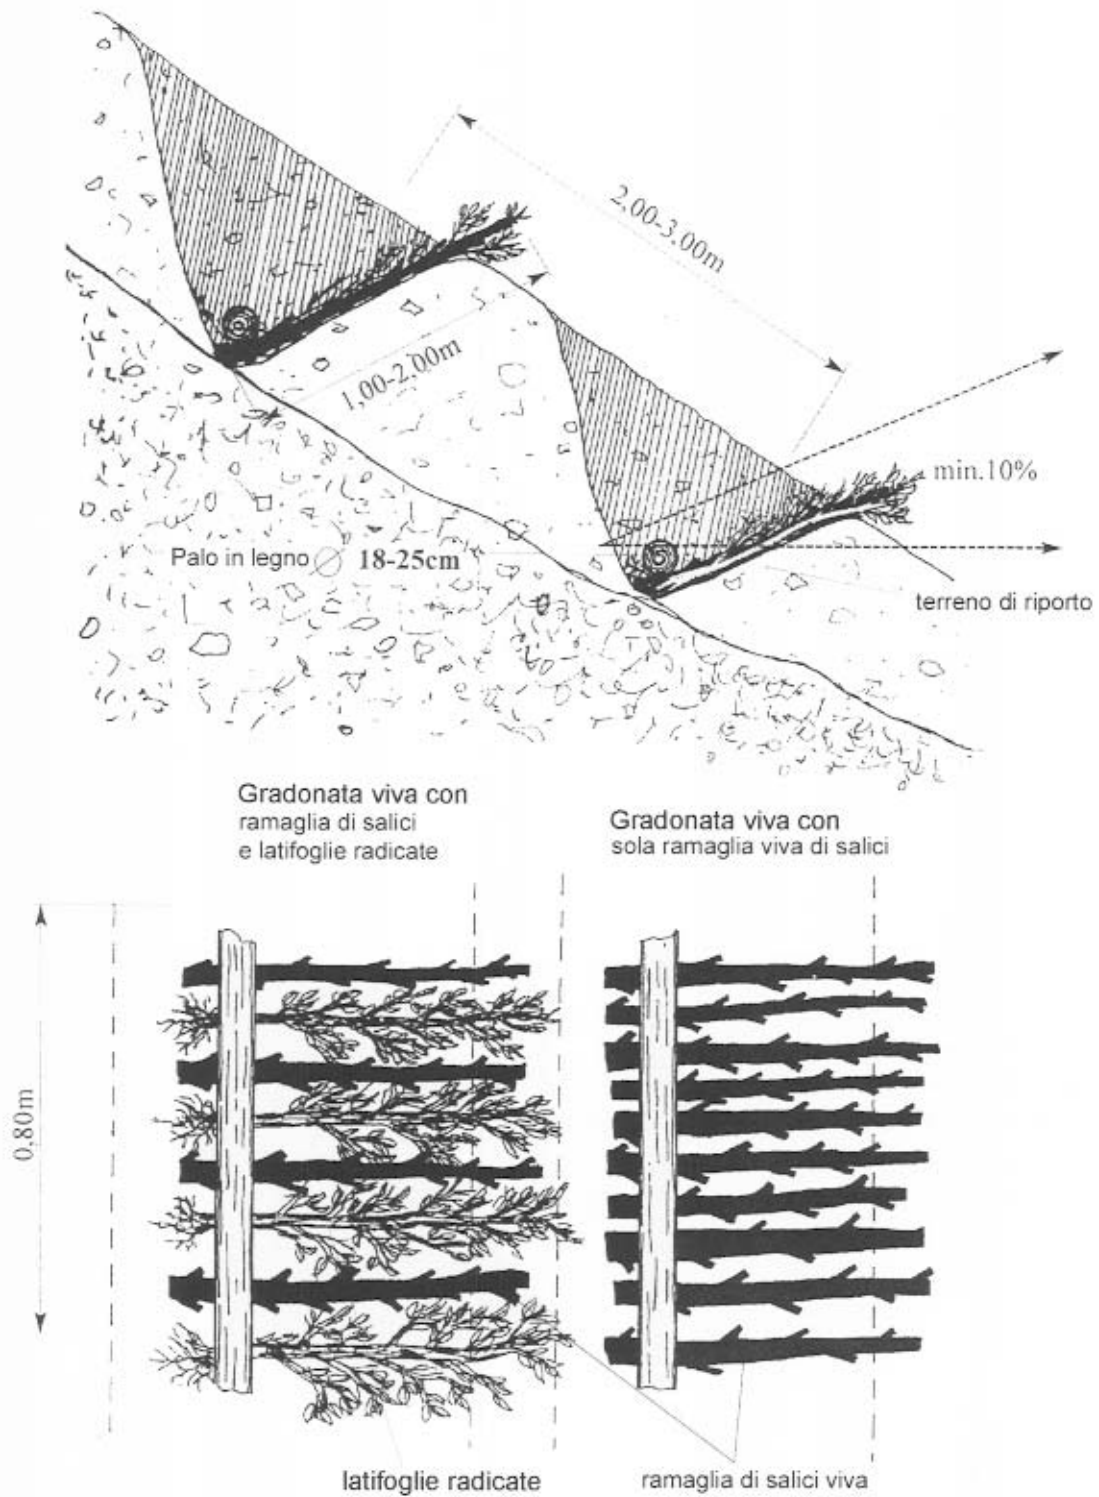 2,00-3,00m
1,00-2,00m
min.10%
Palo in legno ∅ 18-25cm
terreno di riporto
Gradonata viva con
ramaglia di salici
e latifoglie radicate
Gradonata viva con
sola ramaglia viva di salici
0,80m
latifoglie radicate
ramaglia di salici viva